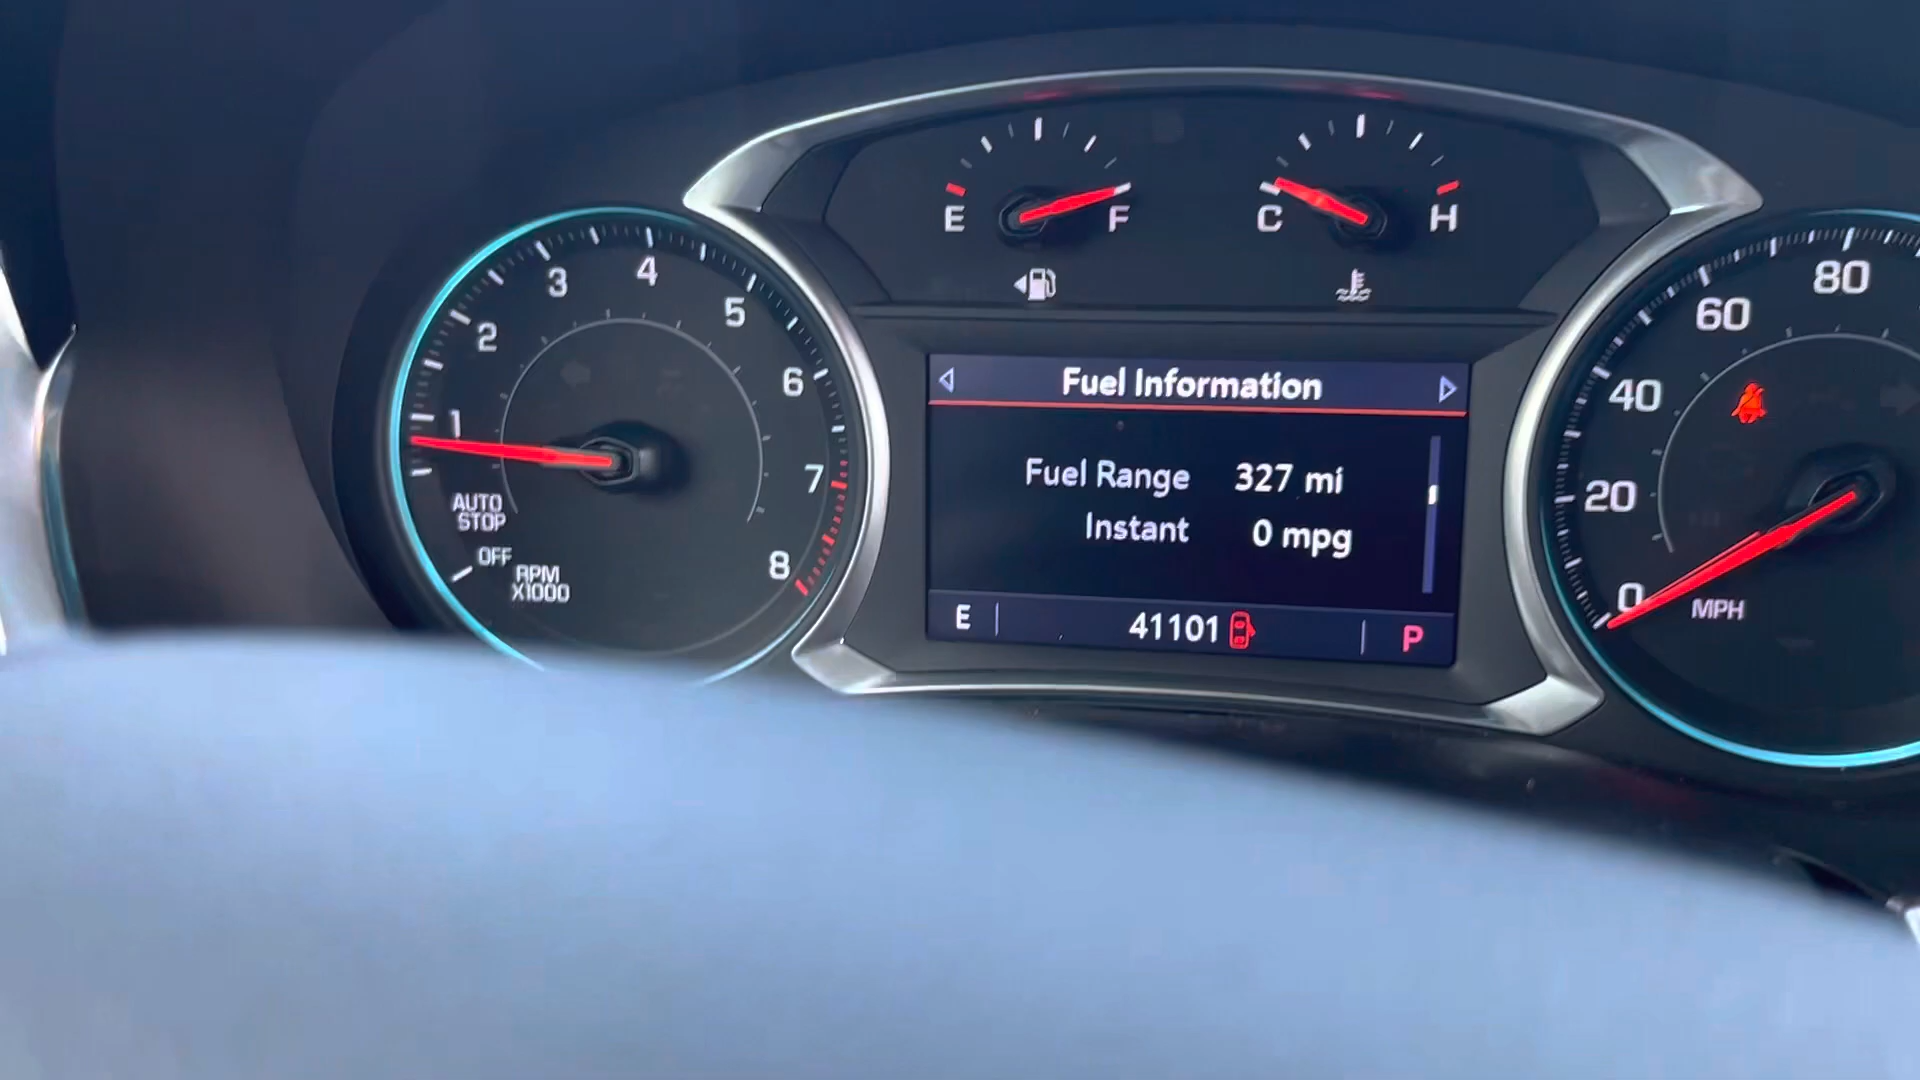 E F
C H
1 2 3 4 5 6 7 8
AUTO
STOP
OFF
RPM
X1000
Fuel Information
Fuel Range 327 mi
Instant 0 mpg
E 41101 P
0 20 40 60 80
MPH